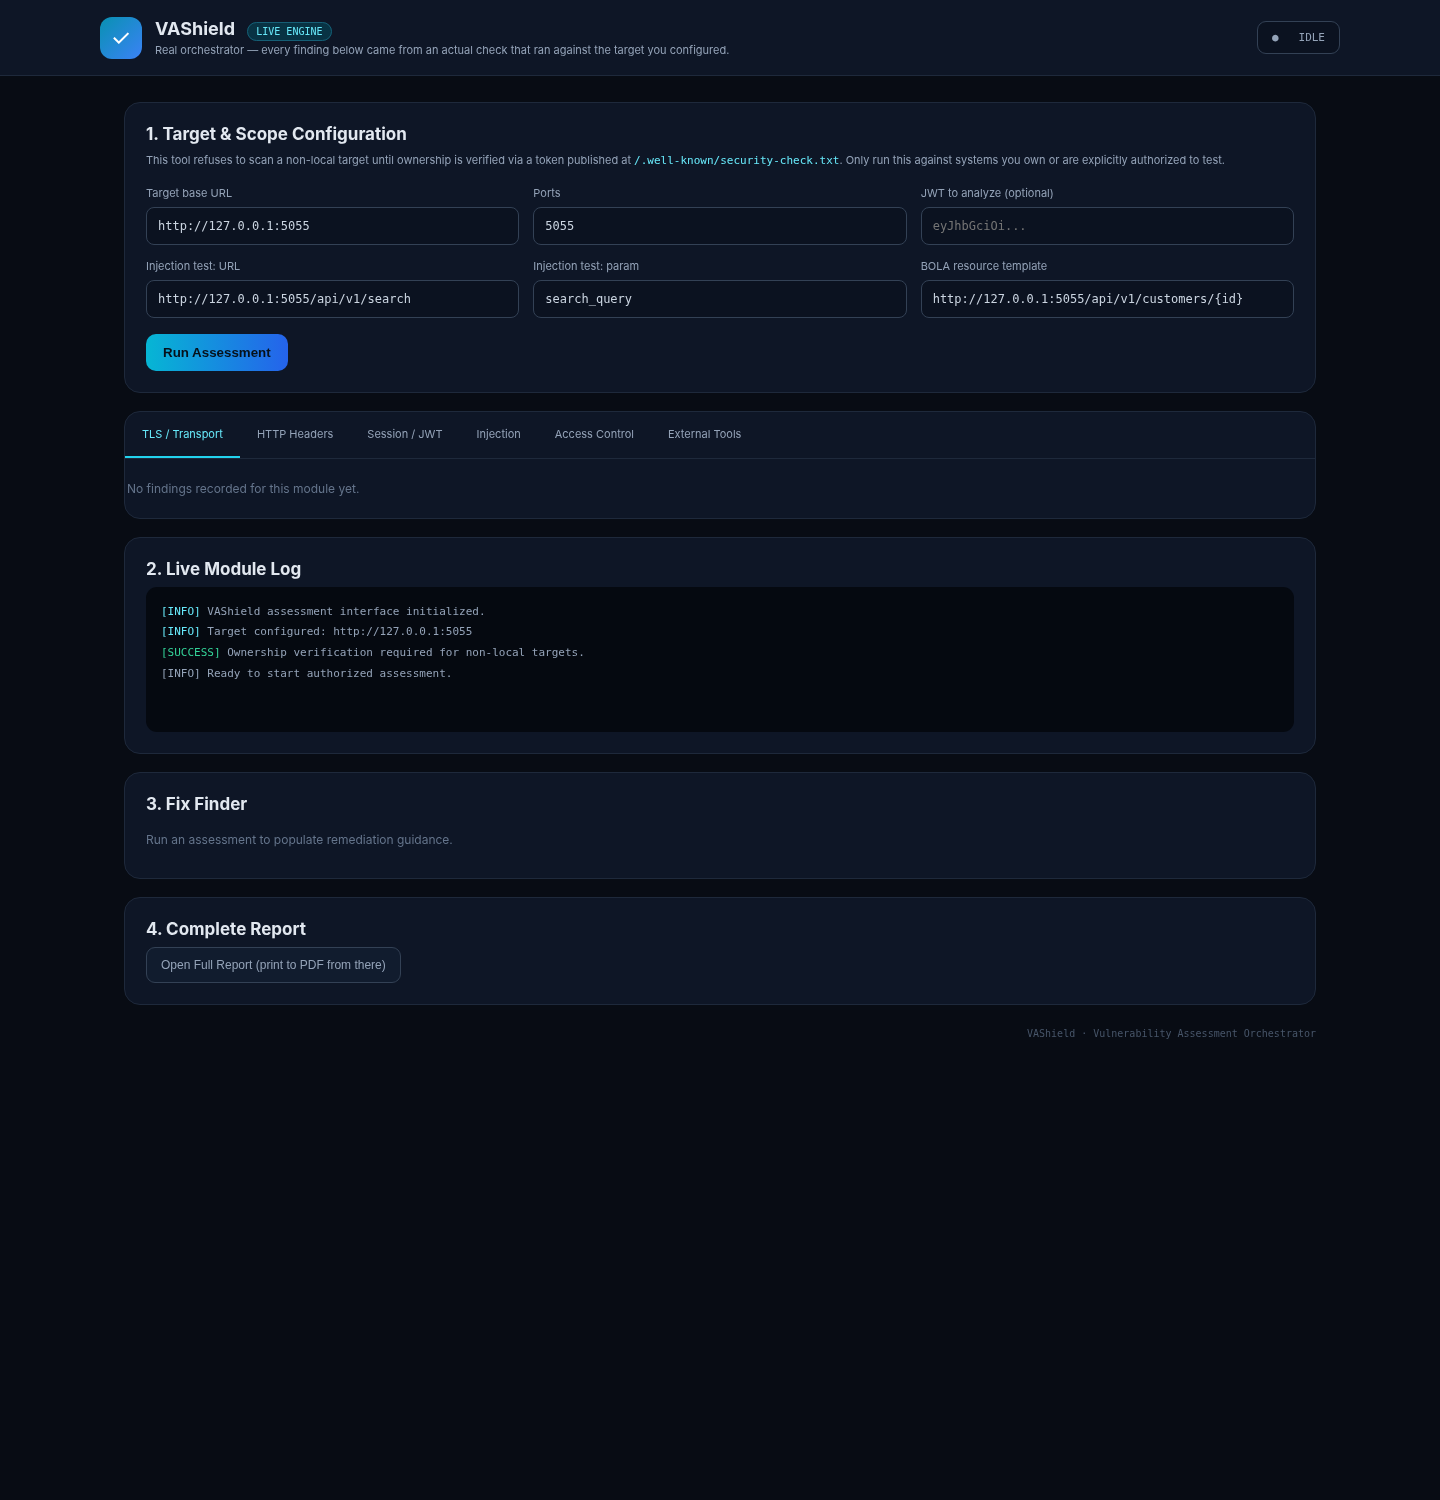 VAShield LIVE ENGINE
Real orchestrator — every finding below came from an actual check that ran against the target you configured.
● IDLE
1. Target & Scope Configuration
This tool refuses to scan a non-local target until ownership is verified via a token published at /.well-known/security-check.txt. Only run this against systems you own or are explicitly authorized to test.
Target base URL
http://127.0.0.1:5055
Ports
5055
JWT to analyze (optional)
eyJhbGciOi...
Injection test: URL
http://127.0.0.1:5055/api/v1/search
Injection test: param
search_query
BOLA resource template
http://127.0.0.1:5055/api/v1/customers/{id}
Run Assessment
TLS / Transport HTTP Headers Session / JWT Injection Access Control External Tools
No findings recorded for this module yet.
2. Live Module Log
[INFO] VAShield assessment interface initialized.
[INFO] Target configured: http://127.0.0.1:5055
[SUCCESS] Ownership verification required for non-local targets.
[INFO] Ready to start authorized assessment.
3. Fix Finder
Run an assessment to populate remediation guidance.
4. Complete Report
Open Full Report (print to PDF from there)
VAShield · Vulnerability Assessment Orchestrator